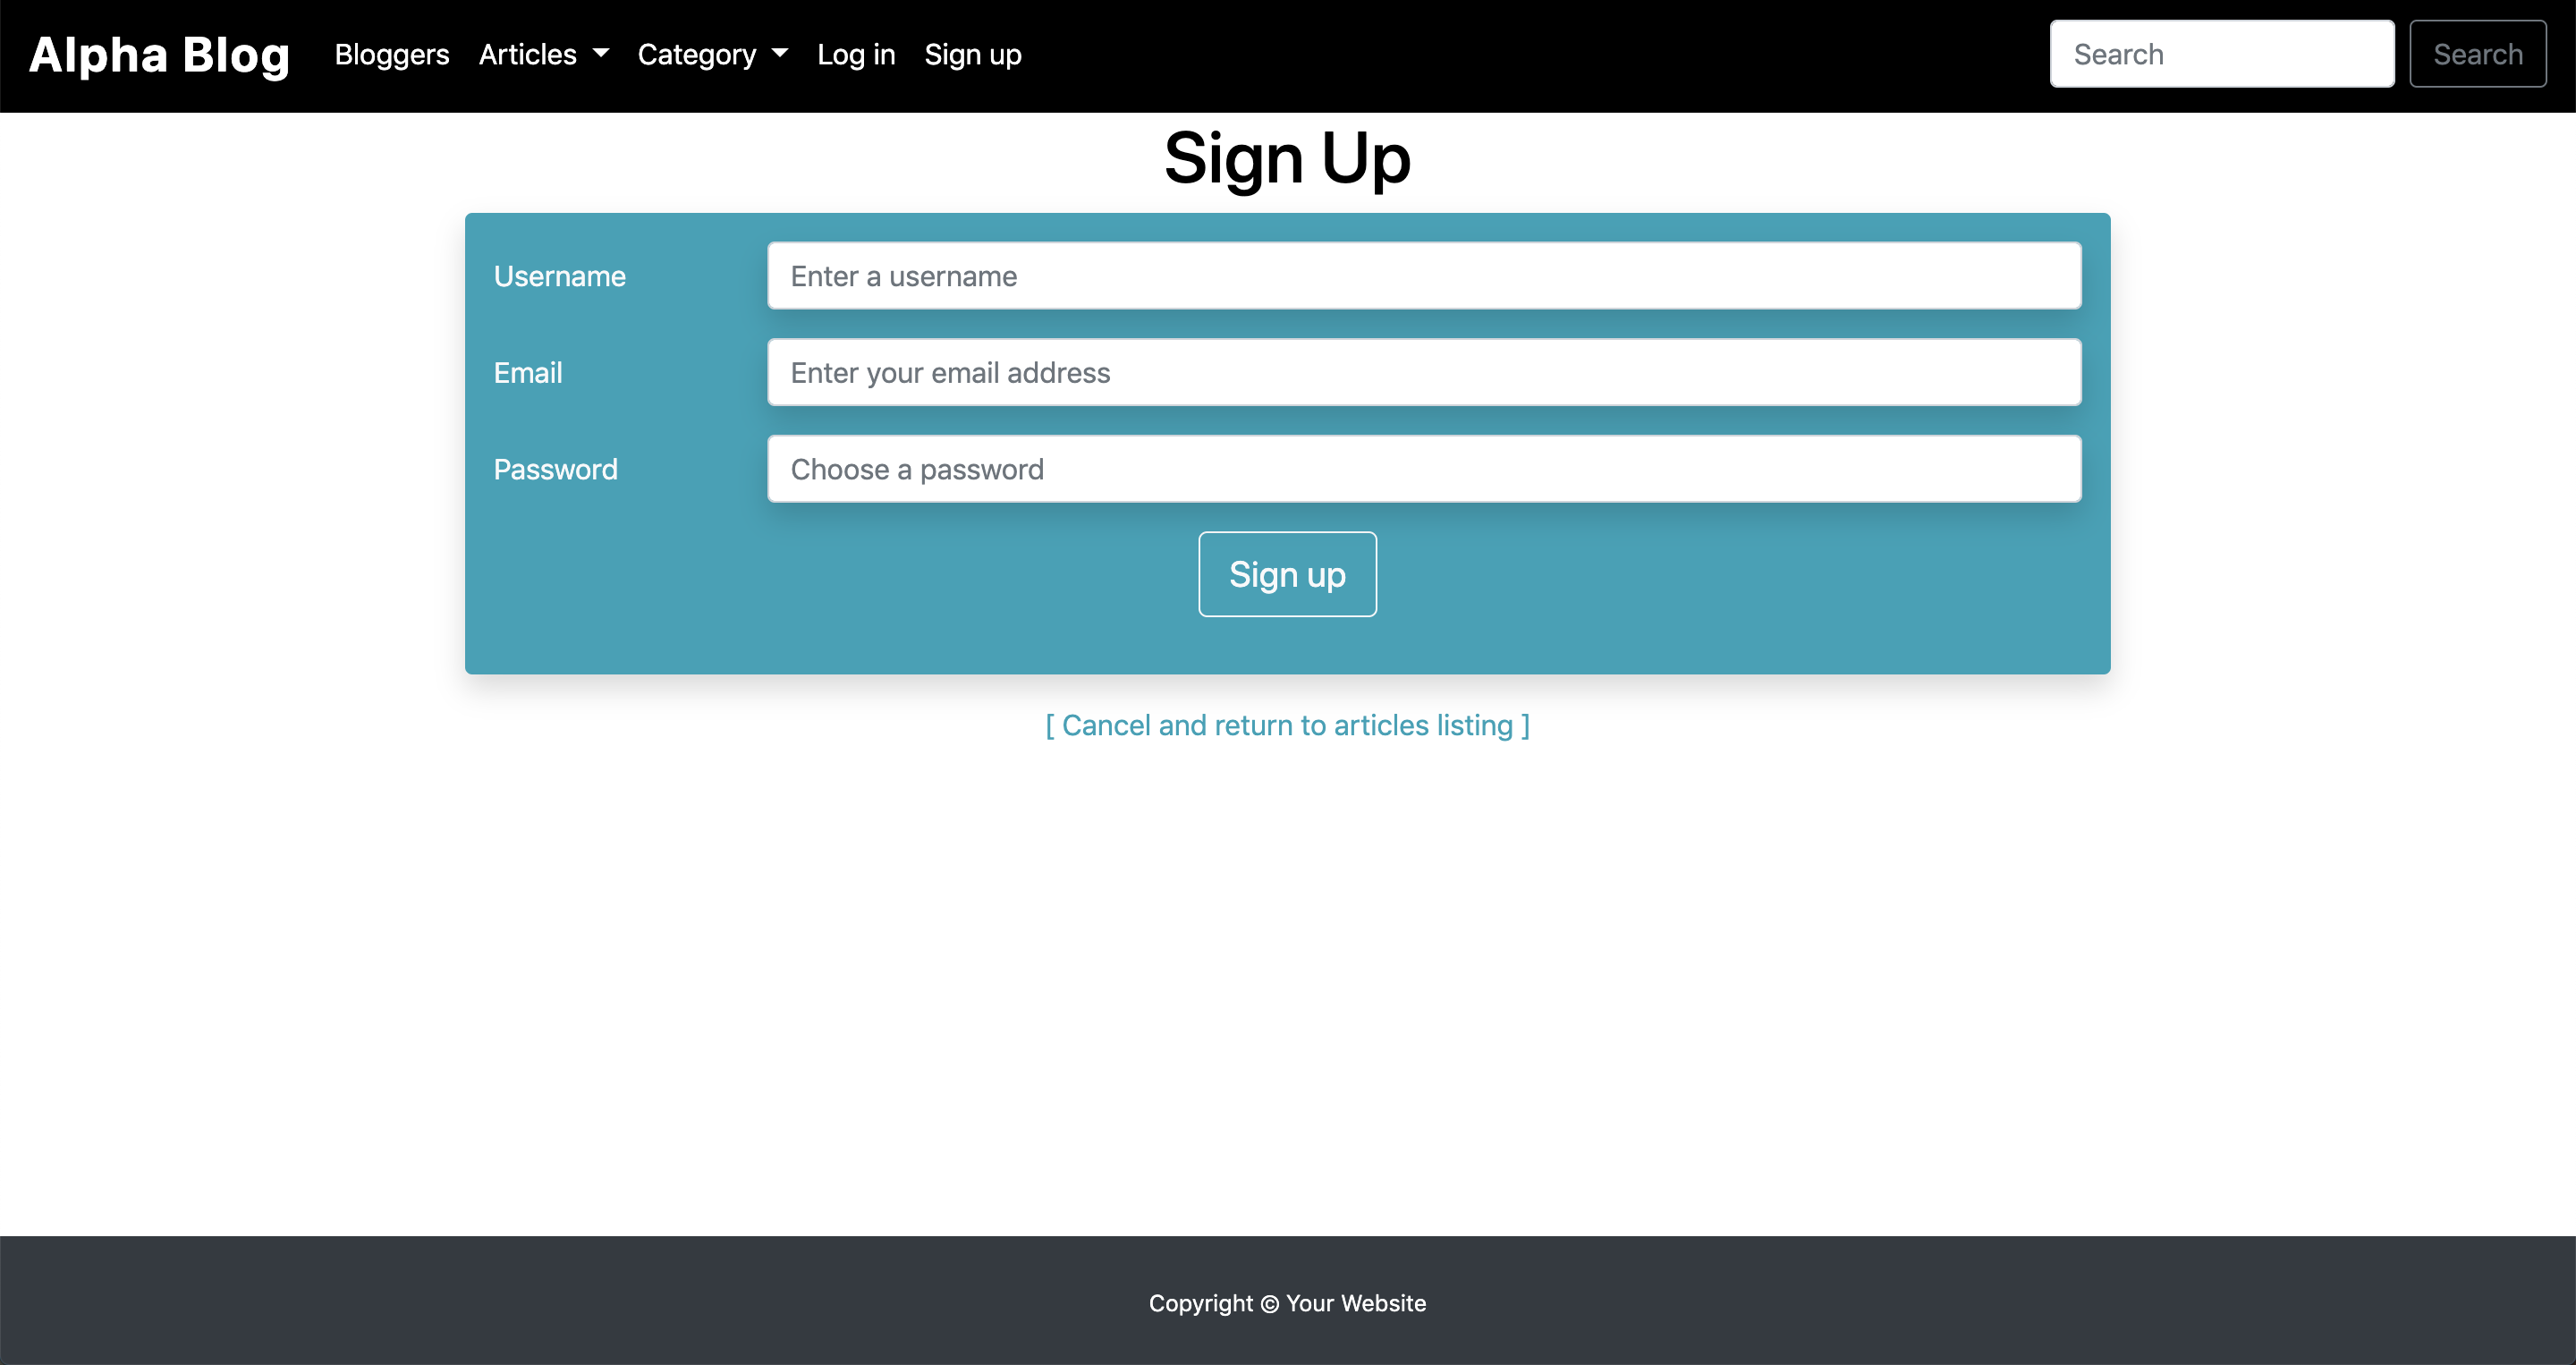 Alpha Blog Bloggers Articles Category Log in Sign up Search Search
Sign Up
Username Enter a username
Email Enter your email address
Password Choose a password
Sign up
[ Cancel and return to articles listing ]
Copyright © Your Website